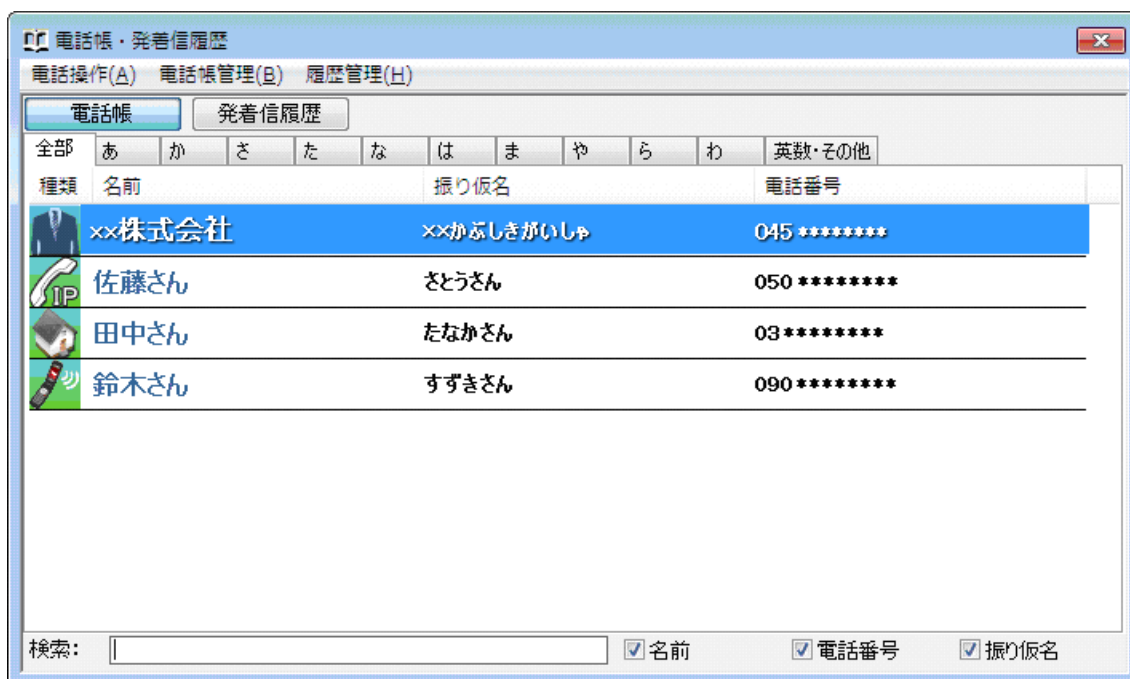 電話帳・発着信履歴
電話操作(A) 電話帳管理(B) 履歴管理(H)
電話帳 発着信履歴
全部 あ か さ た な は ま や ら わ 英数・その他
種類 名前 振り仮名 電話番号
××株式会社 ××かぶしきがいしゃ 045********
IP 佐藤さん さとうさん 050********
田中さん たなかさん 03********
鈴木さん すずきさん 090********
検索: 名前 電話番号 振り仮名